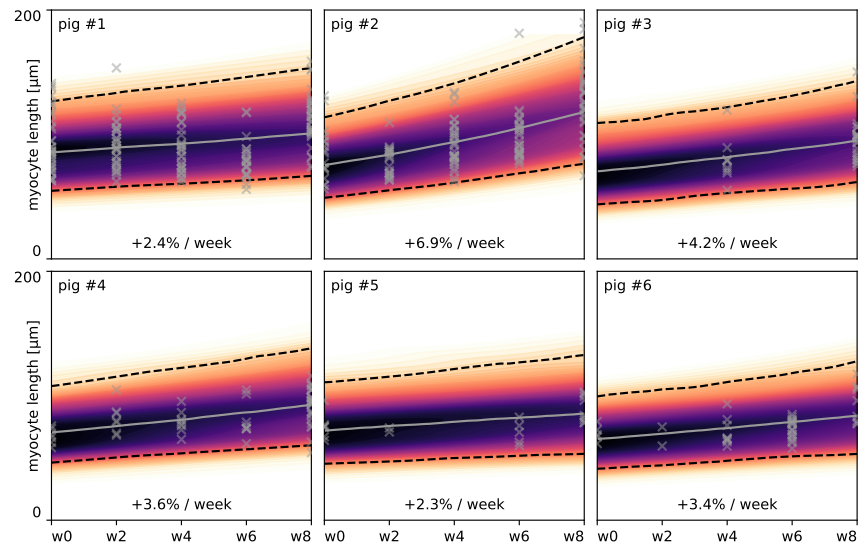 200
pig #1
pig #2
pig #3
myocyte length [µm]
0
+2.4% / week
+6.9% / week
+4.2% / week
200
pig #4
pig #5
pig #6
myocyte length [µm]
0
+3.6% / week
+2.3% / week
+3.4% / week
w0 w2 w4 w6 w8
w0 w2 w4 w6 w8
w0 w2 w4 w6 w8